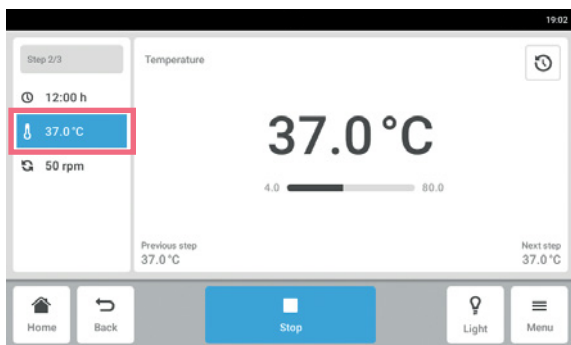 19:02
Step 2/3
Temperature
12:00 h
37.0°C
50 rpm
37.0°C
4.0 80.0
Previous step
37.0°C
Next step
37.0°C
Home
Back
Stop
Light
Menu